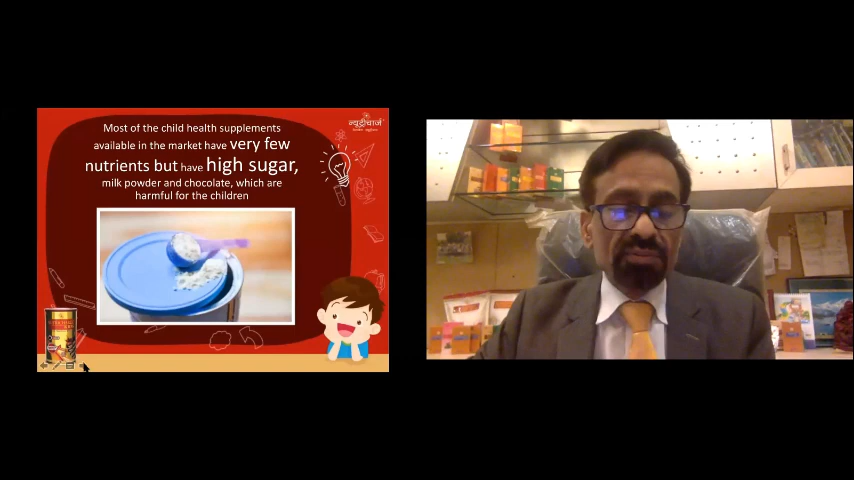 न्यूट्रीचार्ज
Most of the child health supplements
available in the market have very few
nutrients but have high sugar,
milk powder and chocolate, which are
harmful for the children